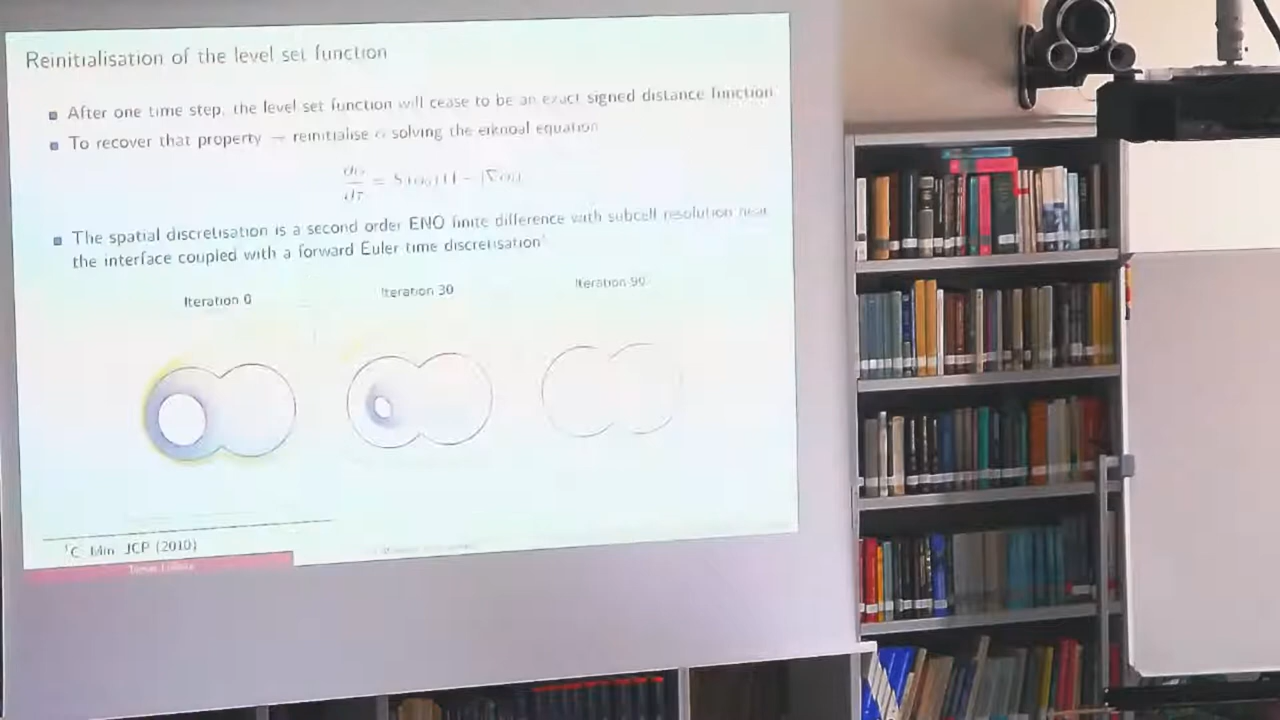 Reinitialisation of the level set function
After one time step, the level set function will cease to be an exact signed distance function
To recover that property → reinitialise φ solving the eiknoal equation
The spatial discretisation is a second order ENO finite difference with subcell resolution near
the interface coupled with a forward Euler time discretisation¹
Iteration 0
Iteration 30
Iteration 90
¹C. Min. JCP (2010)